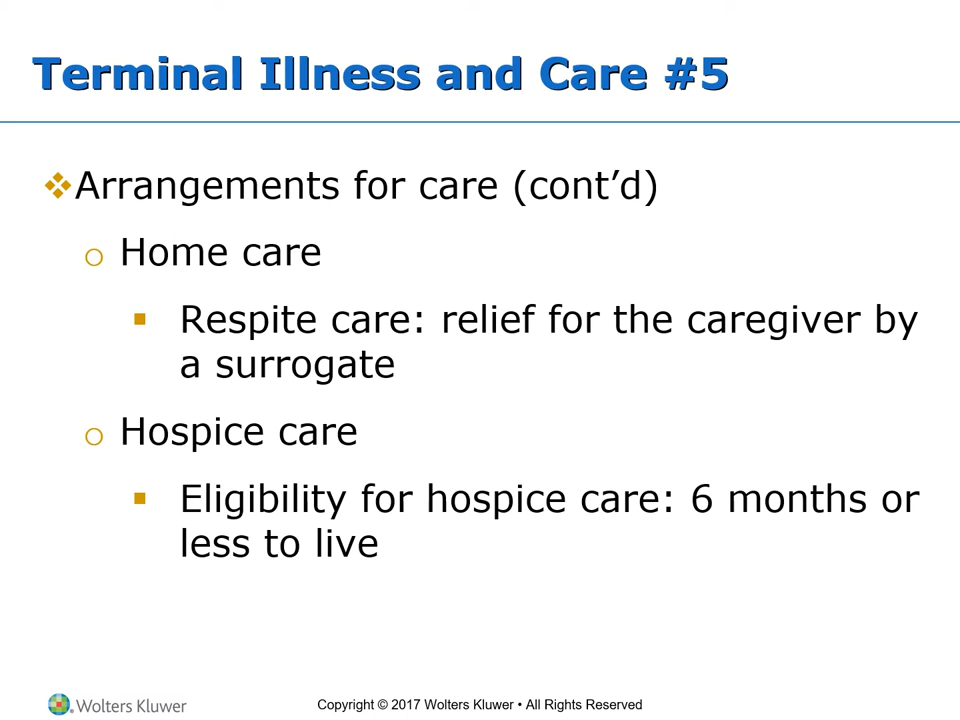 Terminal Illness and Care #5
❖Arrangements for care (cont’d)
o Home care
▪ Respite care: relief for the caregiver by
a surrogate
o Hospice care
▪ Eligibility for hospice care: 6 months or
less to live
Wolters Kluwer
Copyright © 2017 Wolters Kluwer • All Rights Reserved